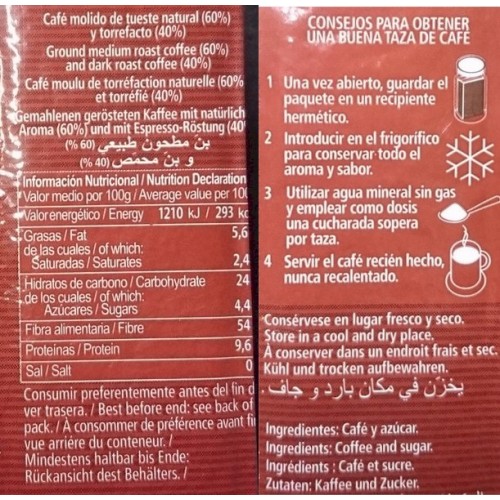 Café molido de tueste natural (60%)
y torrefacto (40%)
Ground medium roast coffee (60%)
and dark roast coffee (40%)
Café moulu de torréfaction naturelle (60%
et torréfié (40%)
Gemahlenen gerösteten Kaffee mit natürlich
Aroma (60%) und mit Espresso-Röstung (40
بن مطحون طبيعي (60 %)
و بن محمص (40 %)
Información Nutricional / Nutrition Declaration
Valor medio por 100g / Average value per 100
Valor energético / Energy 1210 kJ / 293 kc
Grasas / Fat 5,6
de las cuales / of which:
Saturadas / Saturates 2,4
Hidratos de carbono / Carbohydrate 24
de los cuales / of which:
Azúcares / Sugars 4,4
Fibra alimentaria / Fibre 54
Proteínas / Protein 9,6
Sal / Salt 0
Consumir preferentemente antes del fin d
ver trasera. / Best before end: see back of
pack. / À consommer de préférence avant fi
vue arrière du conteneur. /
Mindestens haltbar bis Ende:
Rückansicht dest Behälters. /
CONSEJOS PARA OBTENER
UNA BUENA TAZA DE CAFÉ
1 Una vez abierto, guardar el
paquete en un recipiente
hermético.
2 Introducir en el frigorífico
para conservar todo el
aroma y sabor.
3 Utilizar agua mineral sin gas
y emplear como dosis
una cucharada sopera
por taza.
4 Servir el café recién hecho,
nunca recalentado.
Consérvese en lugar fresco y seco.
Store in a cool and dry place.
À conserver dans un endroit frais et sec.
Kühl und trocken aufbewahren.
يخزن في مكان بارد و جاف.
Ingredientes: Café y azúcar.
Ingredients: Coffee and sugar.
Ingrédients : Café et sucre.
Zutaten: Kaffee und Zucker.